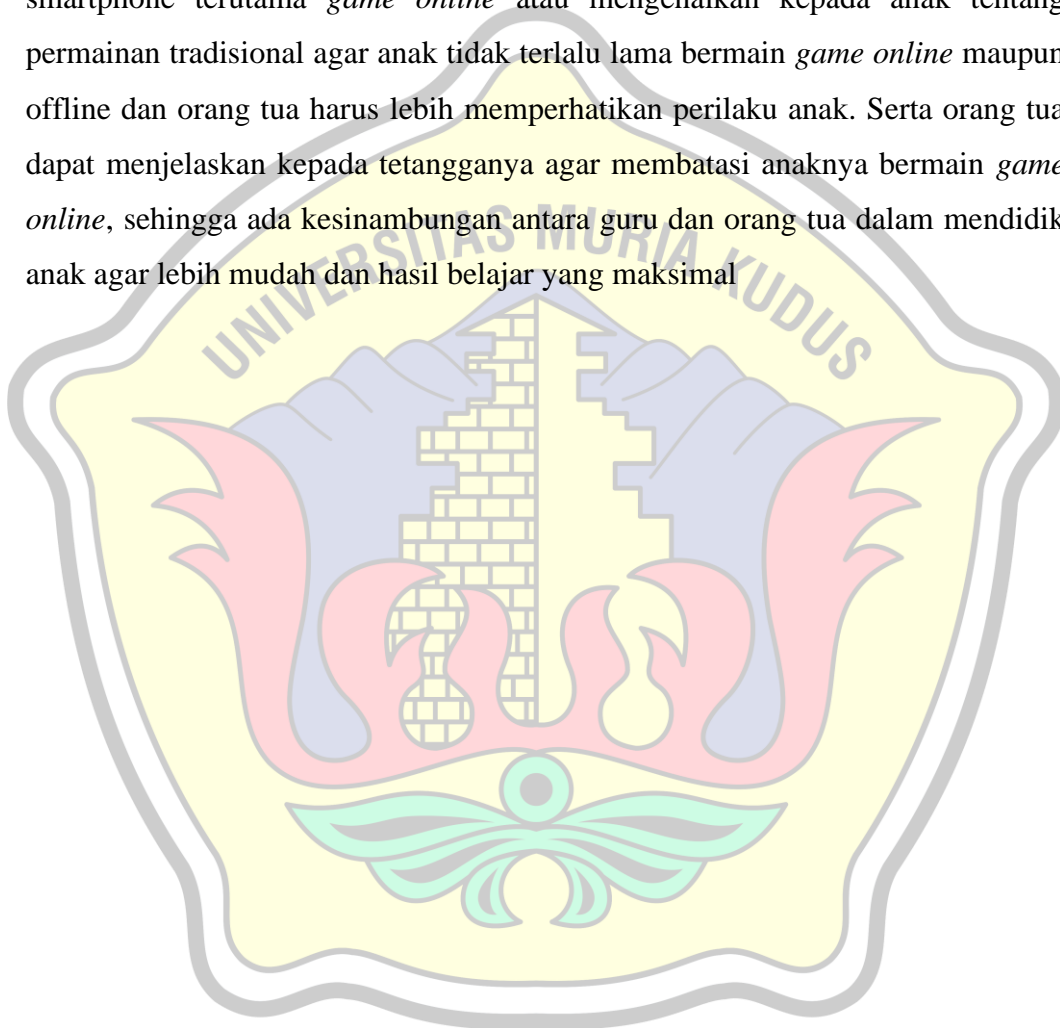 smartphone terutama game online atau mengenalkan kepada anak tentang
permainan tradisional agar anak tidak terlalu lama bermain game online maupun
offline dan orang tua harus lebih memperhatikan perilaku anak. Serta orang tua
dapat menjelaskan kepada tetangganya agar membatasi anaknya bermain game
online, sehingga ada kesinambungan antara guru dan orang tua dalam mendidik
anak agar lebih mudah dan hasil belajar yang maksimal
UNIVERSITAS MURIA KUDUS